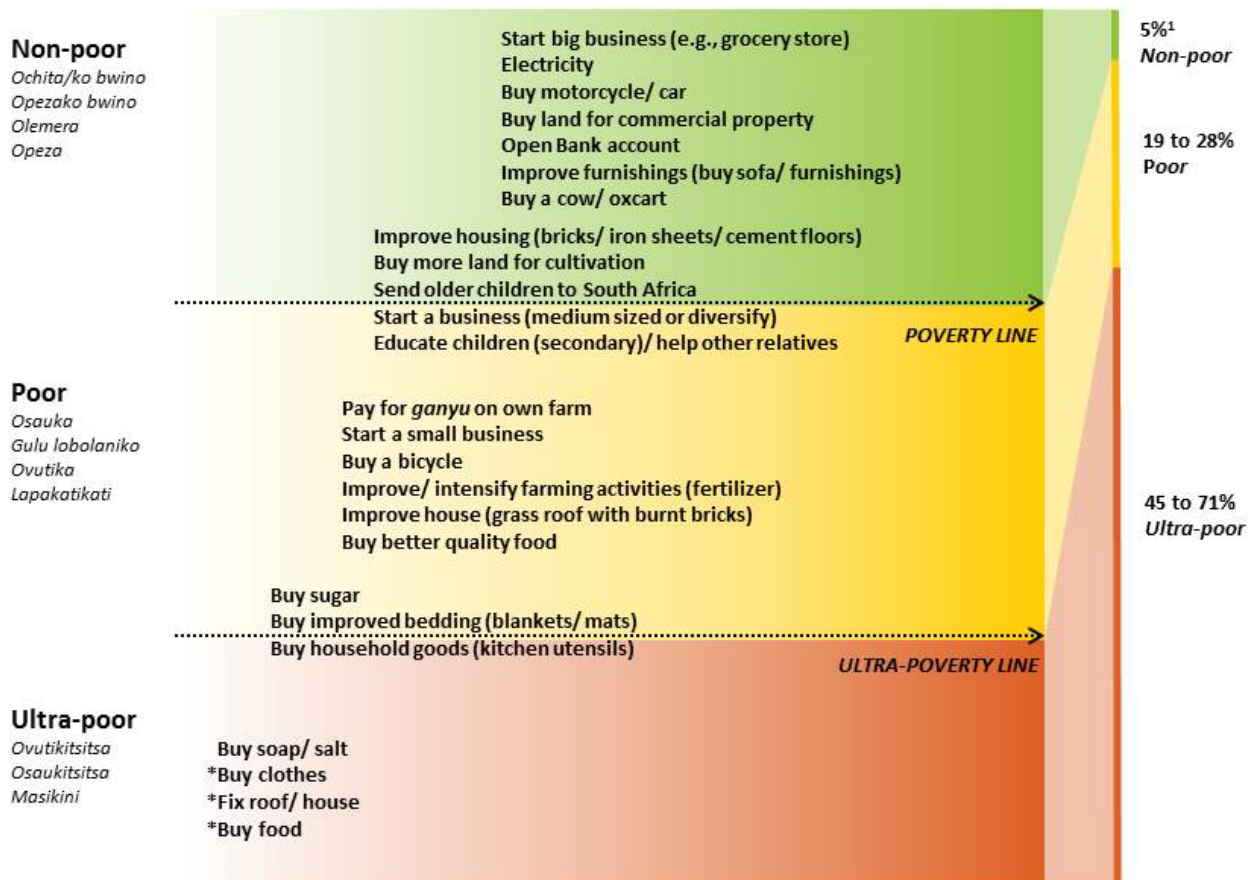 Non-poor
Ochita/ko bwino
Opezako bwino
Olemera
Opeza
Start big business (e.g., grocery store)
Electricity
Buy motorcycle/ car
Buy land for commercial property
Open Bank account
Improve furnishings (buy sofa/ furnishings)
Buy a cow/ oxcart
Improve housing (bricks/ iron sheets/ cement floors)
Buy more land for cultivation
Send older children to South Africa
5%¹
Non-poor
Start a business (medium sized or diversify)
Educate children (secondary)/ help other relatives
POVERTY LINE
19 to 28%
Poor
Poor
Osauka
Gulu lobolaniko
Ovutika
Lapakatikati
Pay for ganyu on own farm
Start a small business
Buy a bicycle
Improve/ intensify farming activities (fertilizer)
Improve house (grass roof with burnt bricks)
Buy better quality food
Buy sugar
Buy improved bedding (blankets/ mats)
Buy household goods (kitchen utensils)
ULTRA-POVERTY LINE
45 to 71%
Ultra-poor
Ultra-poor
Ovutikitsitsa
Osaukitsitsa
Masikini
Buy soap/ salt
*Buy clothes
*Fix roof/ house
*Buy food